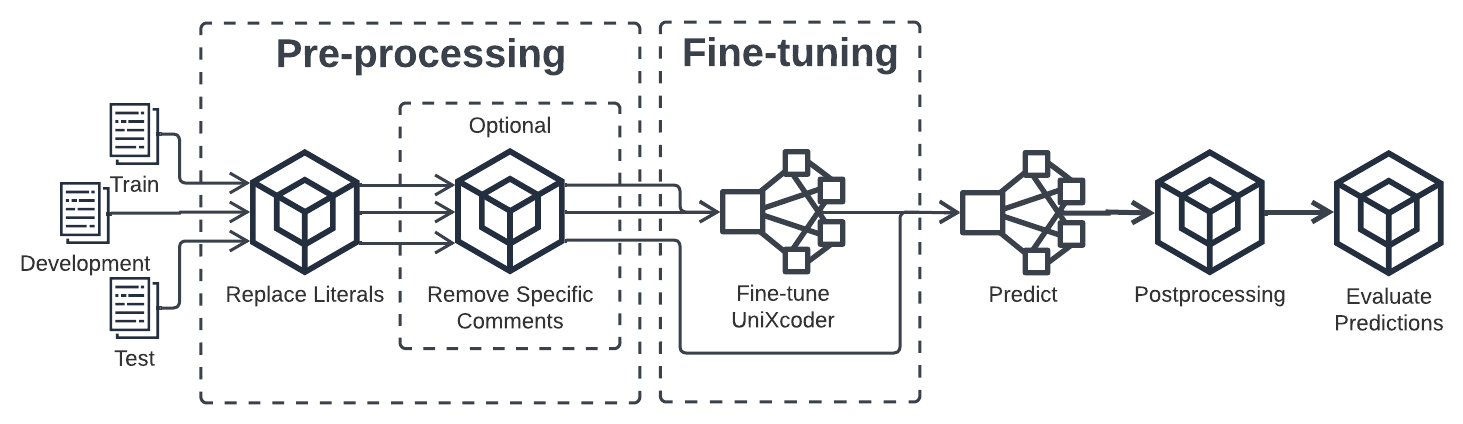 Pre-processing
Fine-tuning
Optional
Train
Development
Test
Replace Literals
Remove Specific
Comments
Fine-tune
UniXcoder
Predict
Postprocessing
Evaluate
Predictions